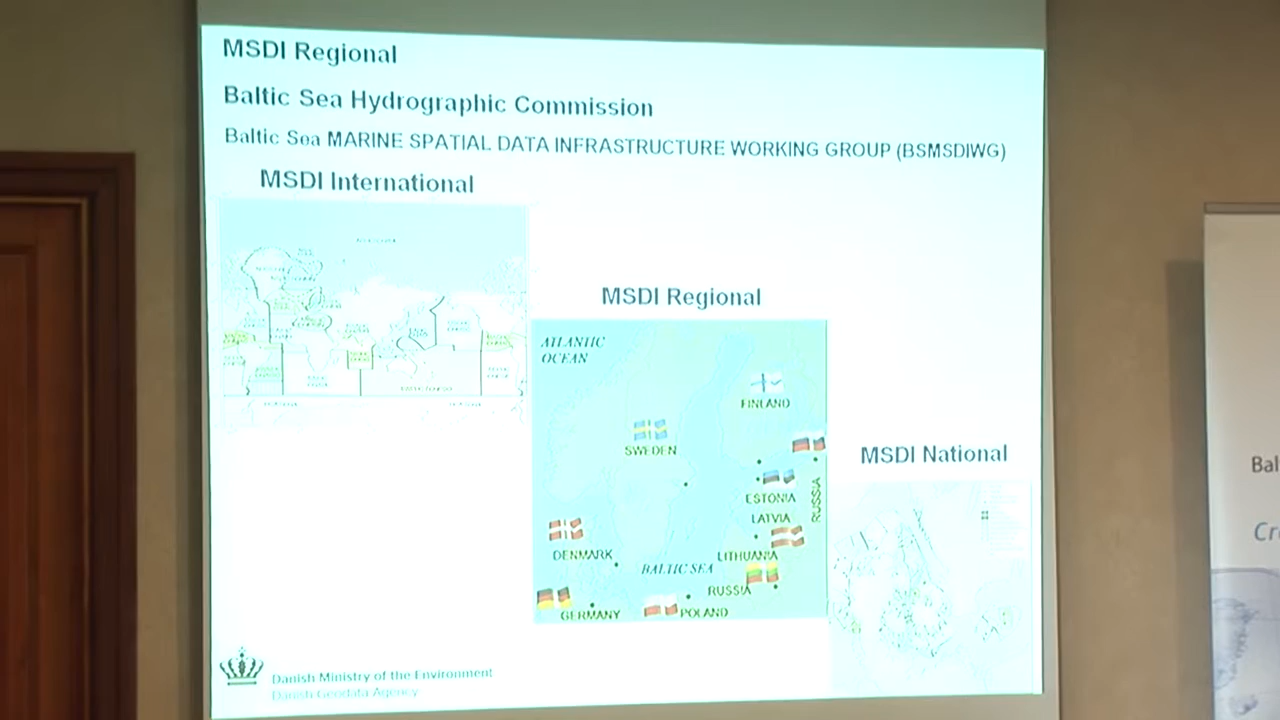 MSDI Regional
Baltic Sea Hydrographic Commission
Baltic Sea MARINE SPATIAL DATA INFRASTRUCTURE WORKING GROUP (BSMSDIWG)
MSDI International
MSDI Regional
ATLANTIC
OCEAN
FINLAND
SWEDEN
MSDI National
ESTONIA
RUSSIA
LATVIA
DENMARK
LITHUANIA
BALTIC SEA
RUSSIA
GERMANY
POLAND
Danish Ministry of the Environment
Danish Geodata Agency
Bal
Cr